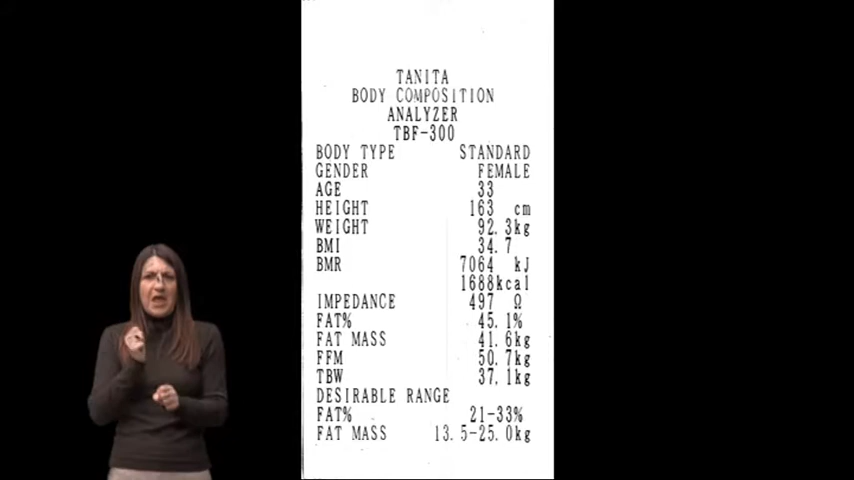 TANITA
BODY COMPOSITION
ANALYZER
TBF-300
BODY TYPE STANDARD
GENDER FEMALE
AGE 33
HEIGHT 163 cm
WEIGHT 92.3kg
BMI 34.7
BMR 7064 kJ
1688kcal
IMPEDANCE 497 Ω
FAT% 45.1%
FAT MASS 41.6kg
FFM 50.7kg
TBW 37.1kg
DESIRABLE RANGE
FAT% 21-33%
FAT MASS 13.5-25.0kg